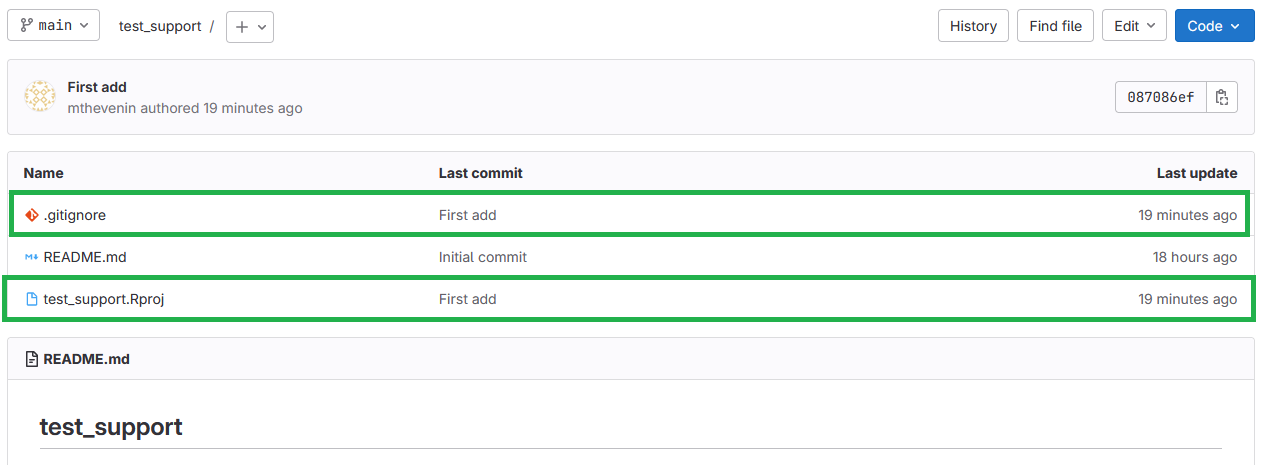 main test_support / + History Find file Edit Code
First add
mthevenin authored 19 minutes ago
087086ef
Name Last commit Last update
.gitignore First add 19 minutes ago
README.md Initial commit 18 hours ago
test_support.Rproj First add 19 minutes ago
README.md
test_support